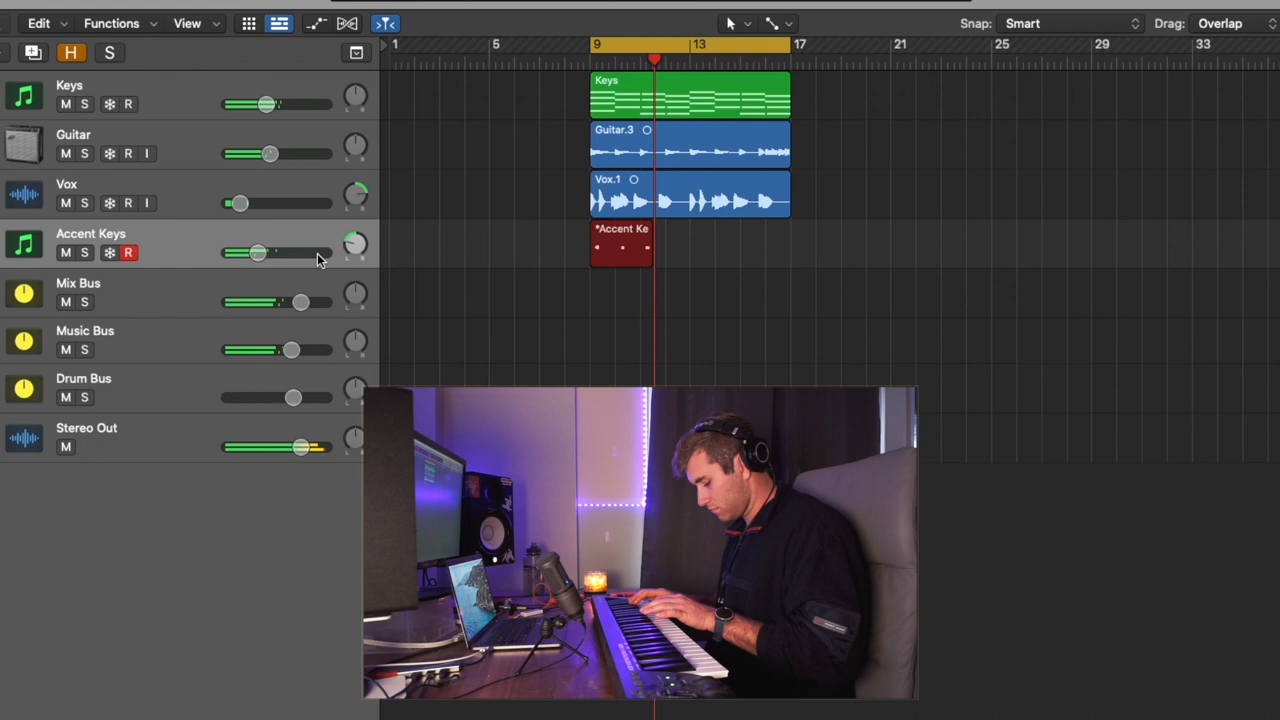 Edit Functions View Snap: Smart Drag: Overlap
H S
1 5 9 13 17 21 25 29 33
Keys
M S R
Keys
Guitar
M S R I
Guitar.3
Vox
M S R I
Vox.1
Accent Keys
M S R
*Accent Ke
Mix Bus
M S
Music Bus
M S
Drum Bus
M S
Stereo Out
M